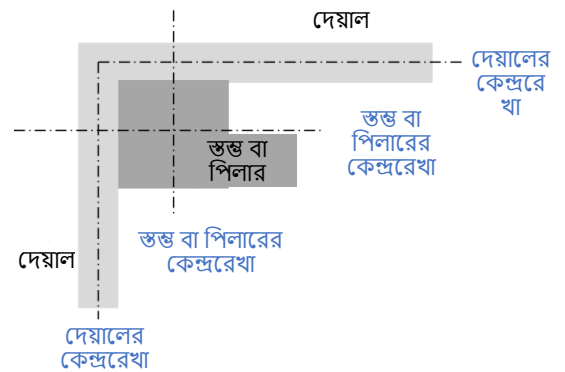 দেয়াল
দেয়ালের
কেন্দ্ররে
খা
স্তম্ভ বা
পিলারের
কেন্দ্ররেখা
স্তম্ভ বা
পিলার
স্তম্ভ বা পিলারের
কেন্দ্ররেখা
দেয়াল
দেয়ালের
কেন্দ্ররেখা